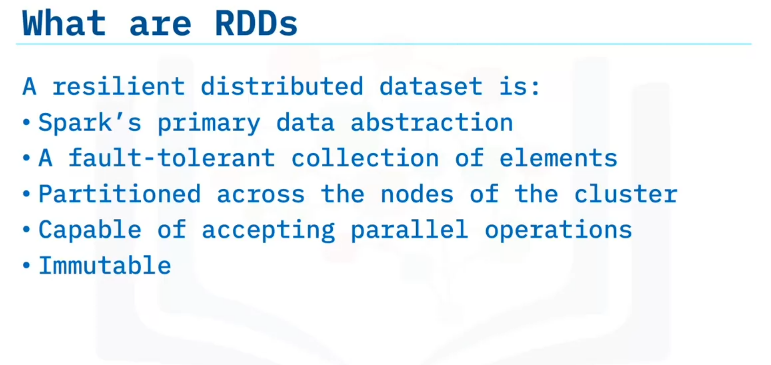 What are RDDs
A resilient distributed dataset is:
• Spark’s primary data abstraction
• A fault-tolerant collection of elements
• Partitioned across the nodes of the cluster
• Capable of accepting parallel operations
• Immutable